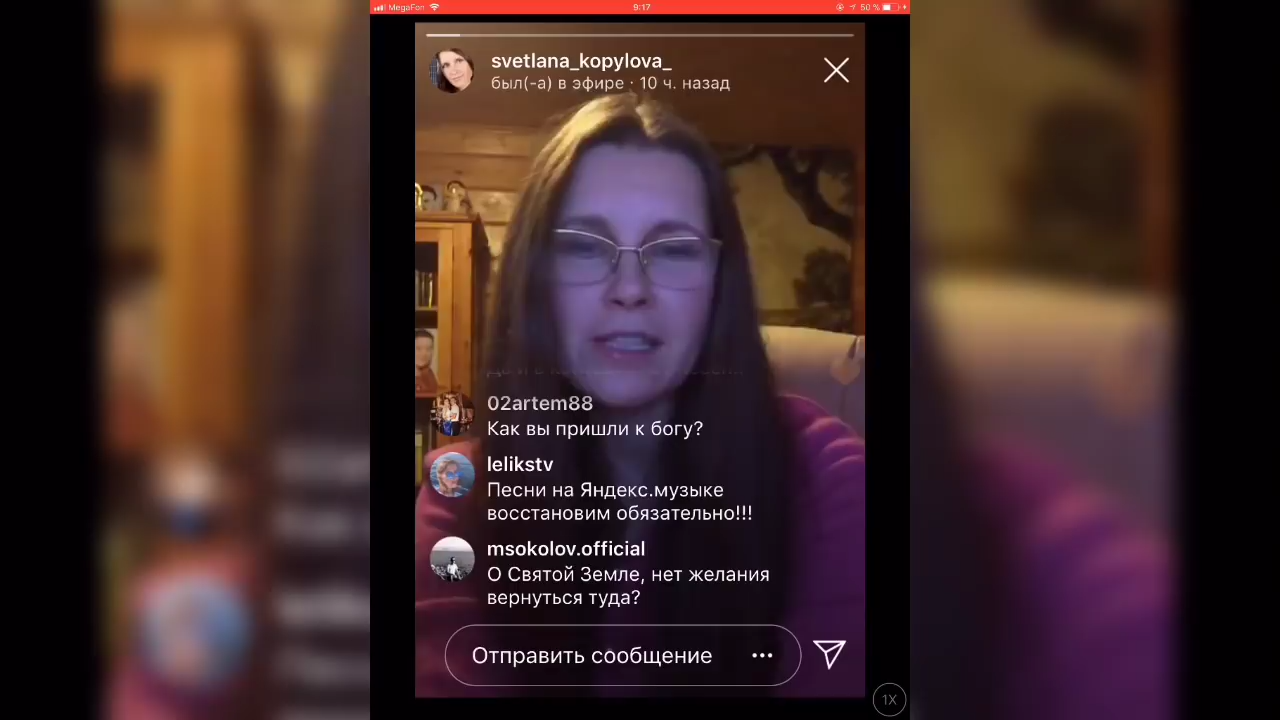 MegaFon
9:17
50 %
svetlana_kopylova_
был(-а) в эфире · 10 ч. назад
02artem88
Как вы пришли к богу?
lelikstv
Песни на Яндекс.музыке
восстановим обязательно!!!
msokolov.official
О Святой Земле, нет желания
вернуться туда?
Отправить сообщение
1X